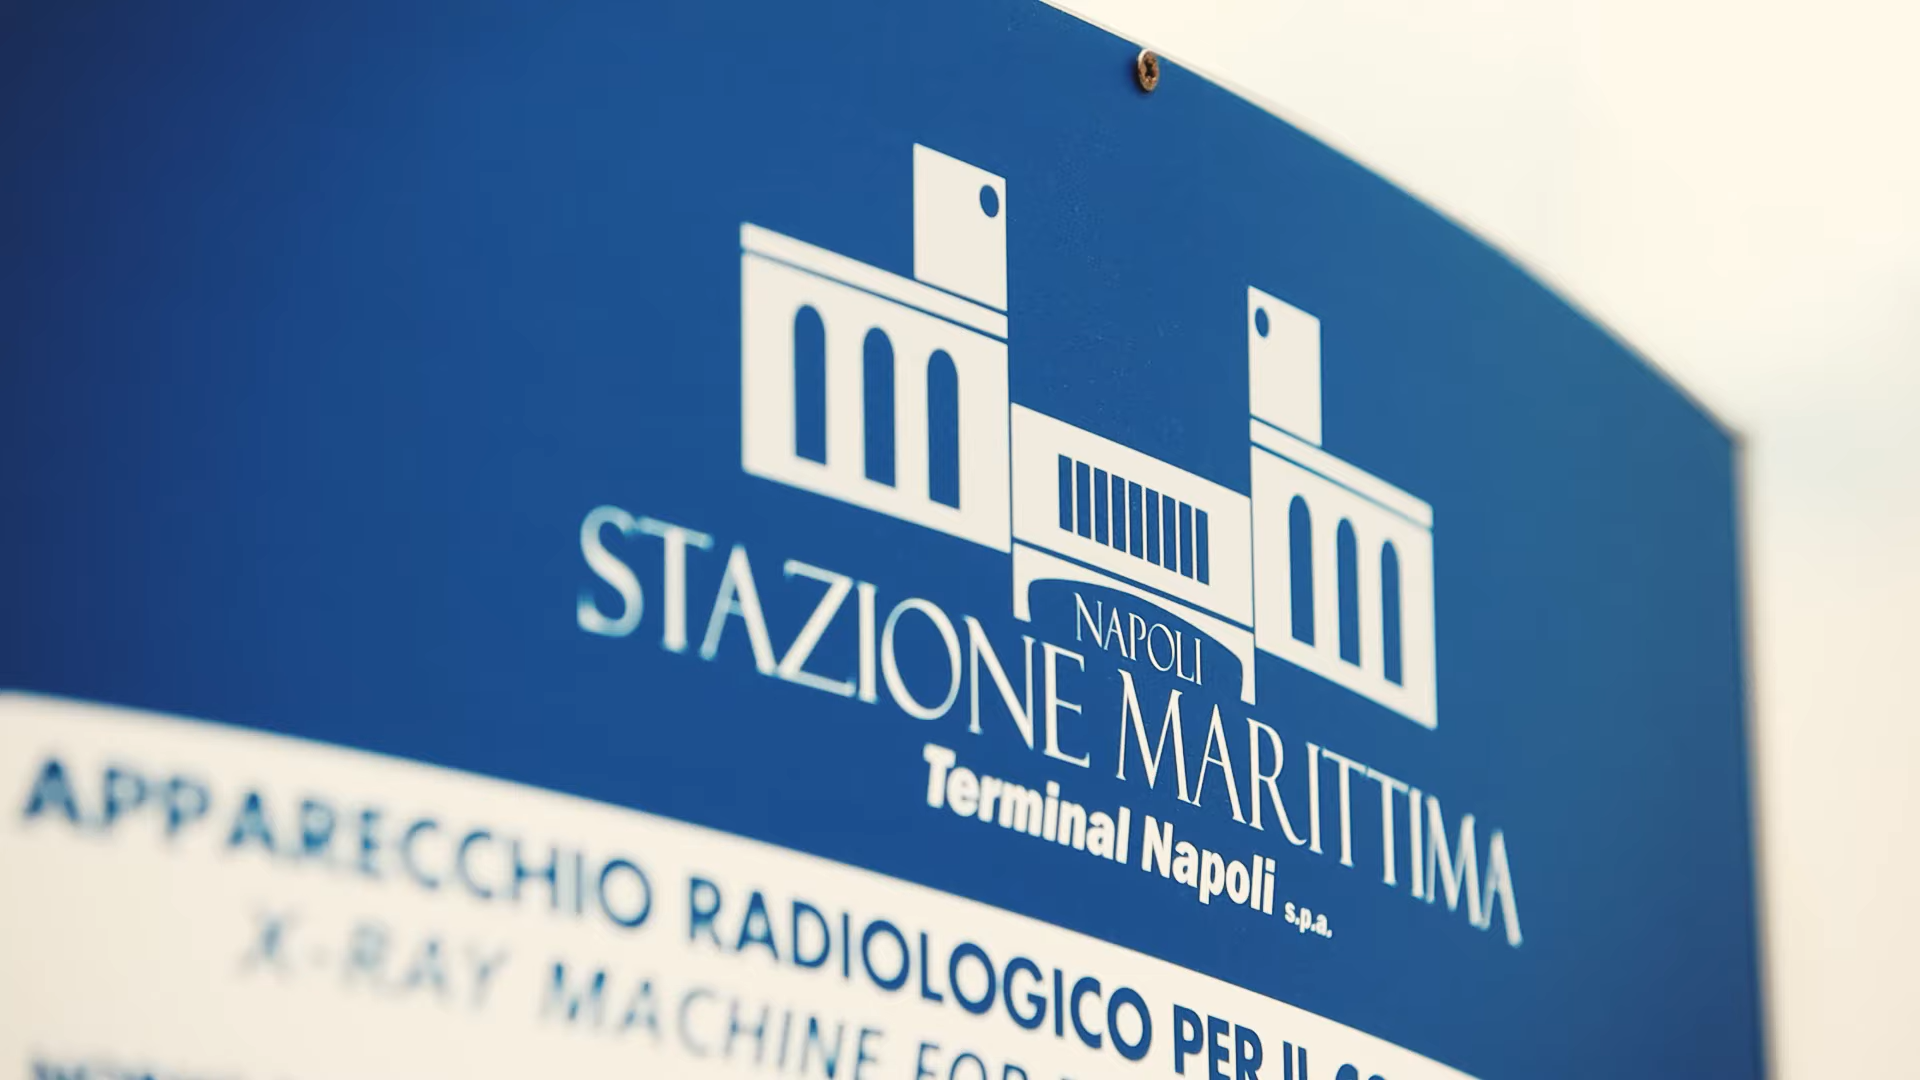 NAPOLI
STAZIONE MARITTIMA
Terminal Napoli s.p.a.
APPARECCHIO RADIOLOGICO PER IL
X-RAY MACHINE FOR